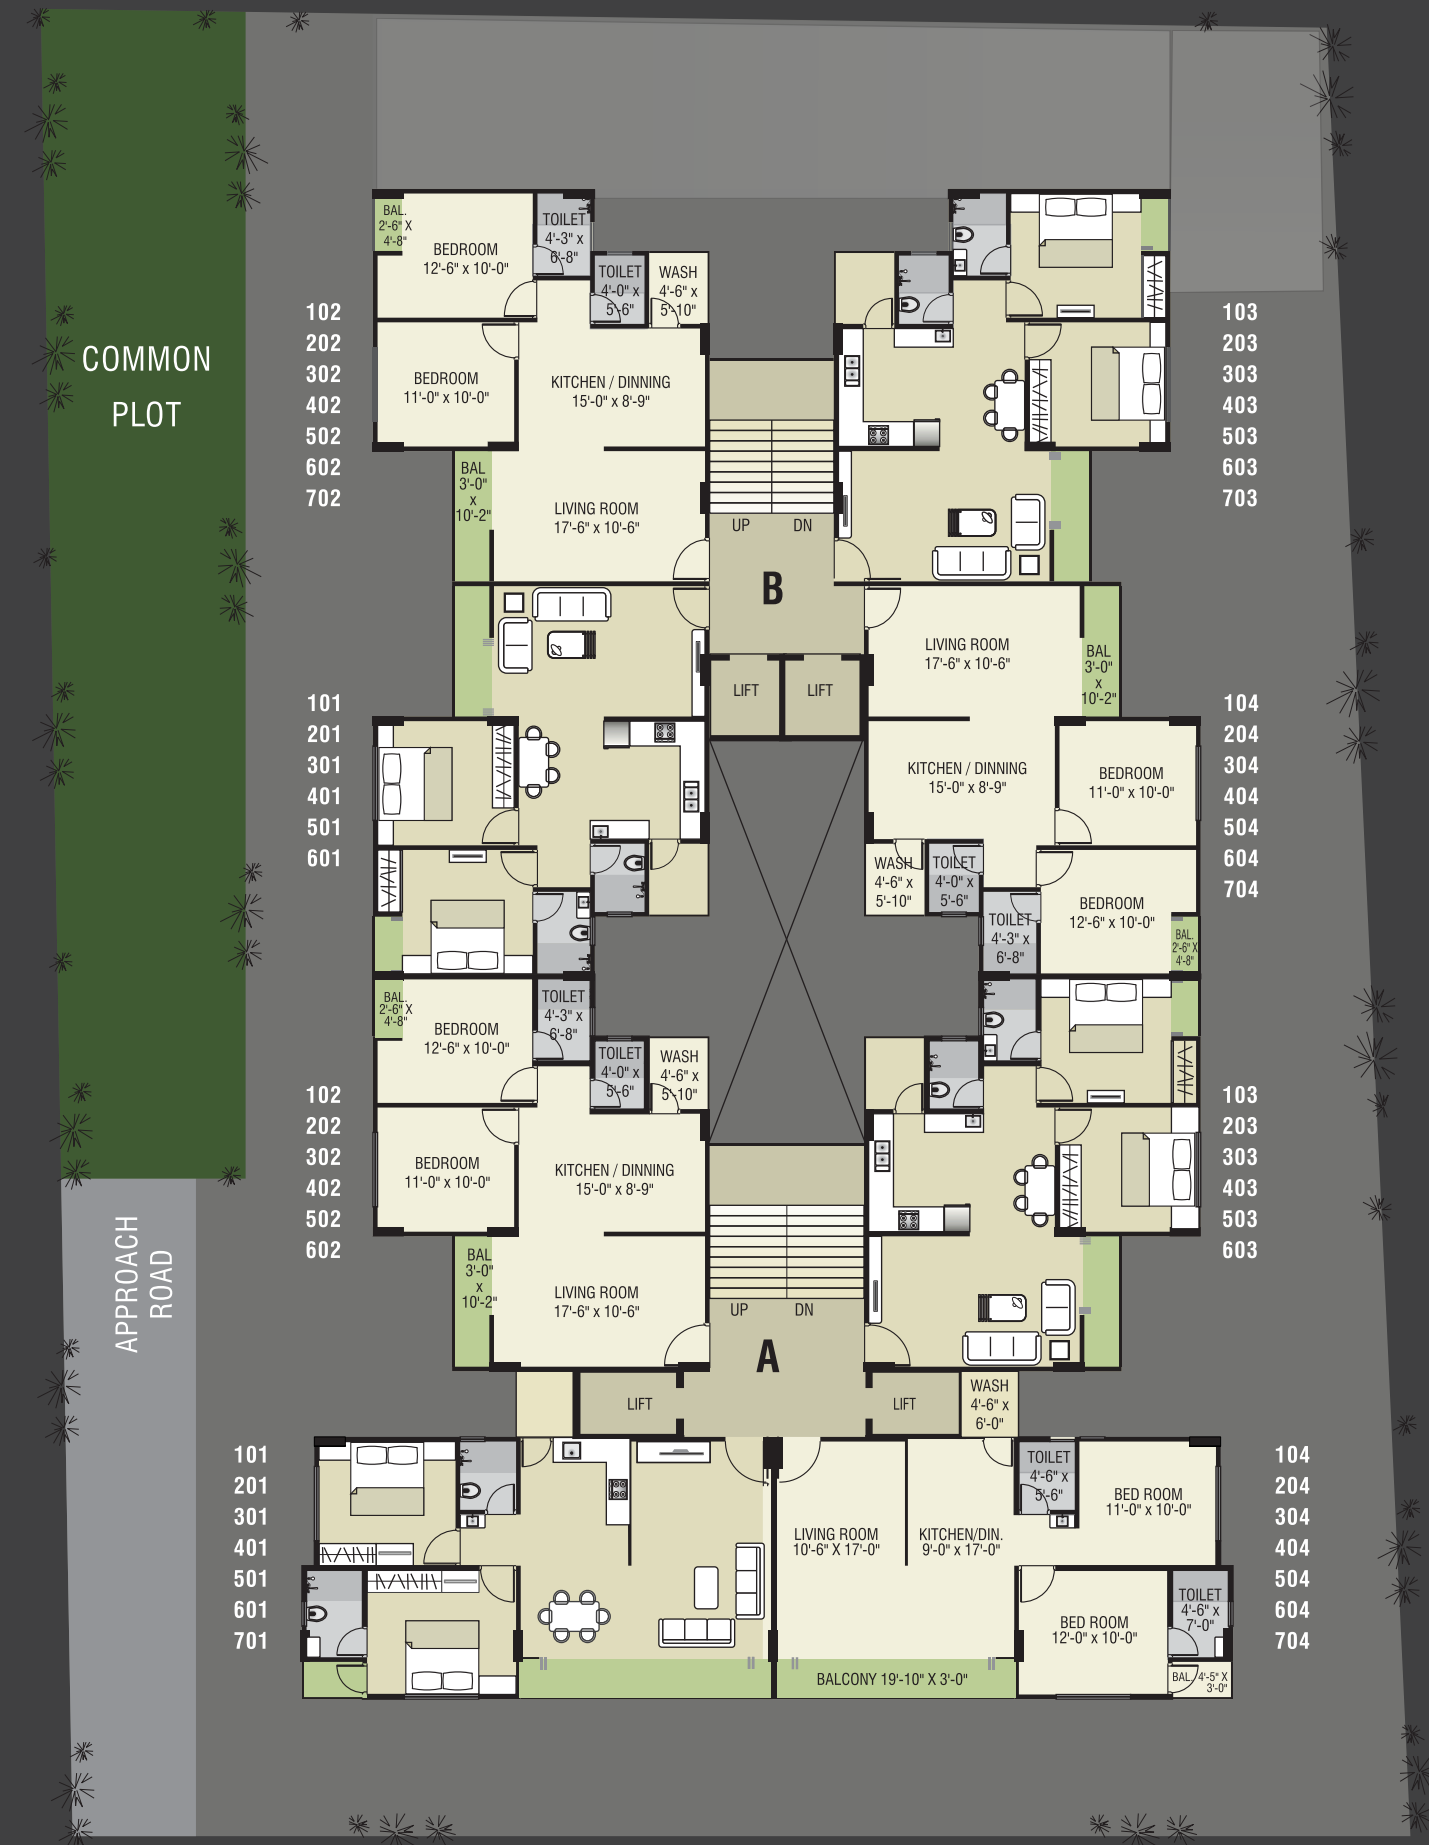 COMMON
PLOT
APPROACH
ROAD
102
202
302
402
502
602
702
BAL.
2'-6" X
4'-8"
BEDROOM
12'-6" x 10'-0"
TOILET
4'-3" x
6'-8"
TOILET
4'-0" x
5'-6"
WASH
4'-6" x
5'-10"
BEDROOM
11'-0" x 10'-0"
KITCHEN / DINNING
15'-0" x 8'-9"
BAL
3'-0"
x
10'-2"
LIVING ROOM
17'-6" x 10'-6"
103
203
303
403
503
603
703
UP
DN
B
LIFT
LIFT
101
201
301
401
501
601
LIVING ROOM
17'-6" x 10'-6"
BAL
3'-0"
x
10'-2"
KITCHEN / DINNING
15'-0" x 8'-9"
BEDROOM
11'-0" x 10'-0"
WASH
4'-6" x
5'-10"
TOILET
4'-0" x
5'-6"
TOILET
4'-3" x
6'-8"
BEDROOM
12'-6" x 10'-0"
BAL.
2'-6" X
4'-8"
104
204
304
404
504
604
704
102
202
302
402
502
602
BAL.
2'-6" X
4'-8"
BEDROOM
12'-6" x 10'-0"
TOILET
4'-3" x
6'-8"
TOILET
4'-0" x
5'-6"
WASH
4'-6" x
5'-10"
BEDROOM
11'-0" x 10'-0"
KITCHEN / DINNING
15'-0" x 8'-9"
BAL
3'-0"
x
10'-2"
LIVING ROOM
17'-6" x 10'-6"
103
203
303
403
503
603
UP
DN
A
LIFT
LIFT
WASH
4'-6" x
6'-0"
101
201
301
401
501
601
701
LIVING ROOM
10'-6" X 17'-0"
KITCHEN/DIN.
9'-0" x 17'-0"
TOILET
4'-6" x
5'-6"
BED ROOM
11'-0" x 10'-0"
BED ROOM
12'-0" x 10'-0"
TOILET
4'-6" x
7'-0"
BALCONY 19'-10" X 3'-0"
BAL. 4'-5" X
3'-0"
104
204
304
404
504
604
704